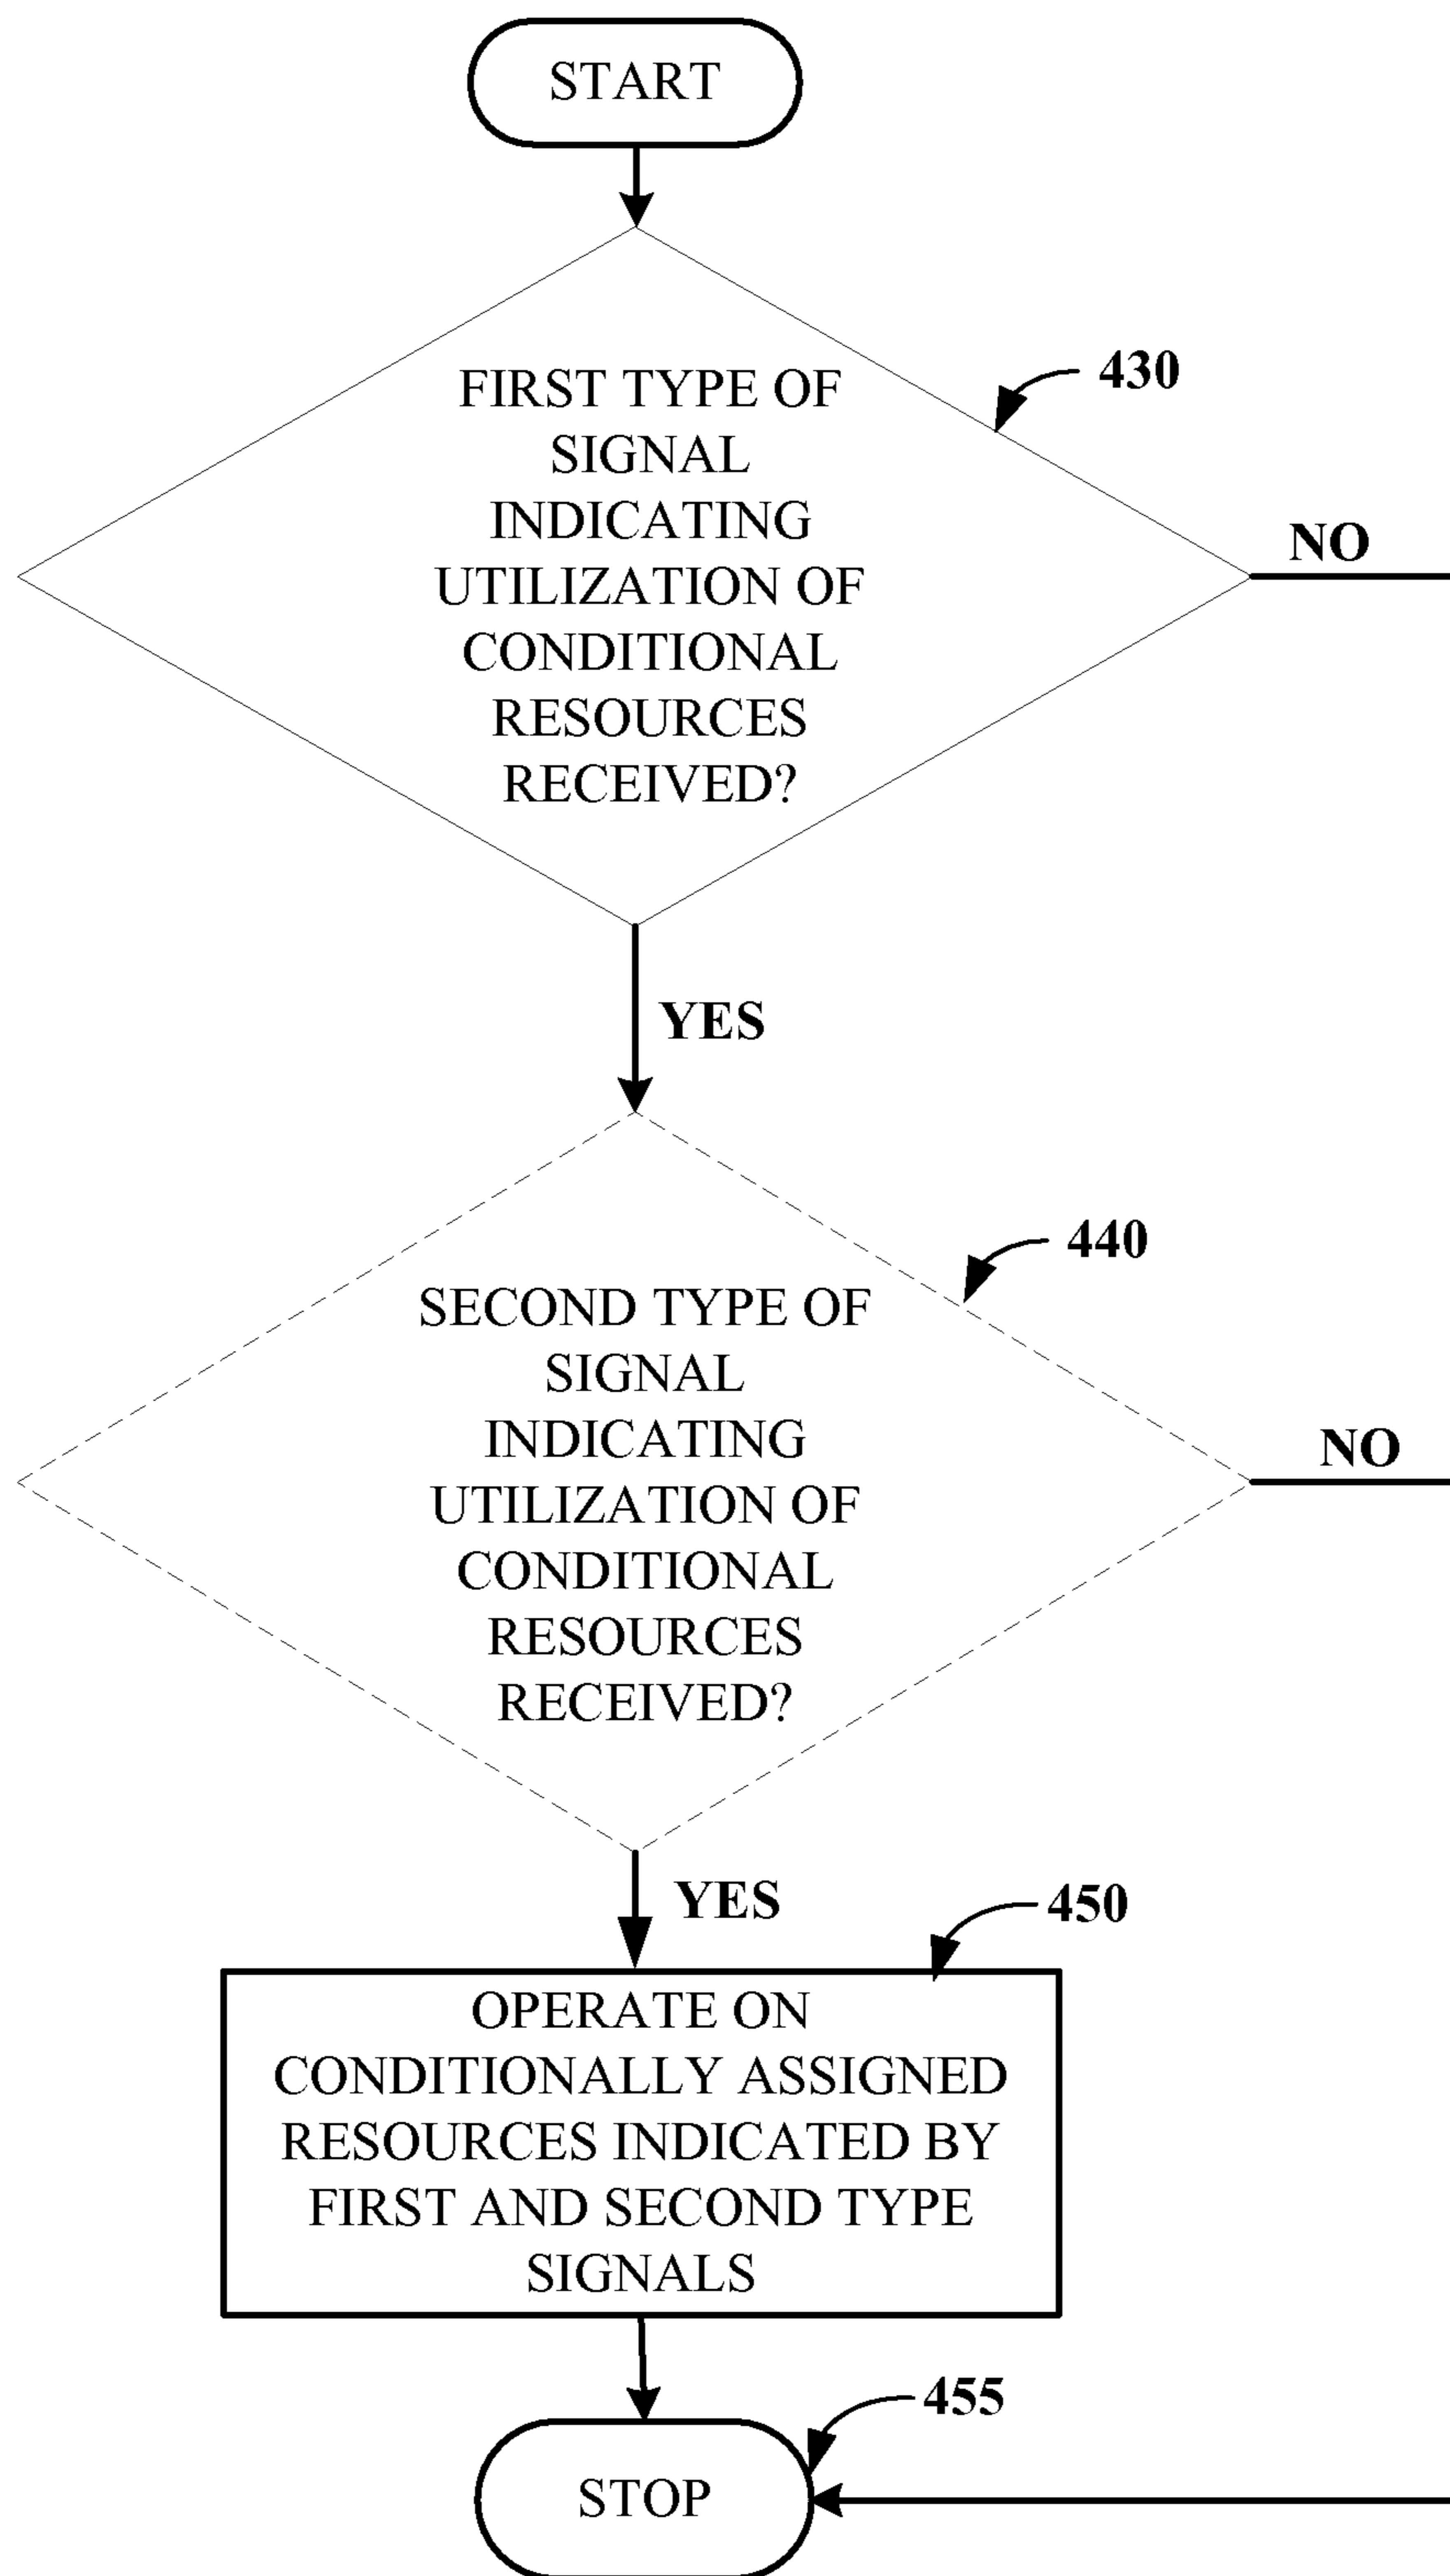 START
FIRST TYPE OF
SIGNAL
INDICATING
UTILIZATION OF
CONDITIONAL
RESOURCES
RECEIVED?
430
NO
YES
SECOND TYPE OF
SIGNAL
INDICATING
UTILIZATION OF
CONDITIONAL
RESOURCES
RECEIVED?
440
NO
YES
450
OPERATE ON
CONDITIONALLY ASSIGNED
RESOURCES INDICATED BY
FIRST AND SECOND TYPE
SIGNALS
455
STOP